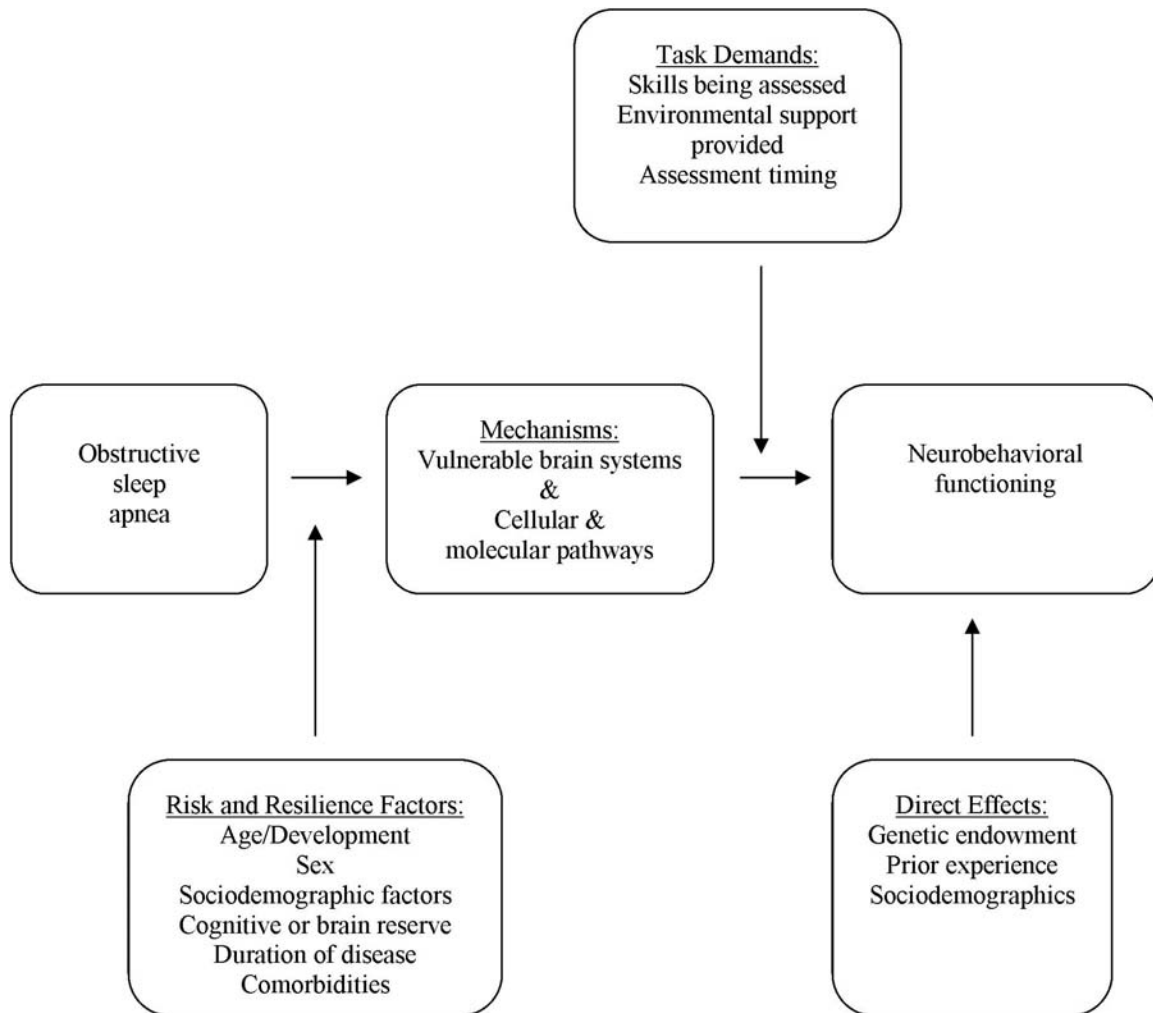 Task Demands:
Skills being assessed
Environmental support
provided
Assessment timing
Obstructive
sleep
apnea
Mechanisms:
Vulnerable brain systems
&
Cellular &
molecular pathways
Neurobehavioral
functioning
Risk and Resilience Factors:
Age/Development
Sex
Sociodemographic factors
Cognitive or brain reserve
Duration of disease
Comorbidities
Direct Effects:
Genetic endowment
Prior experience
Sociodemographics